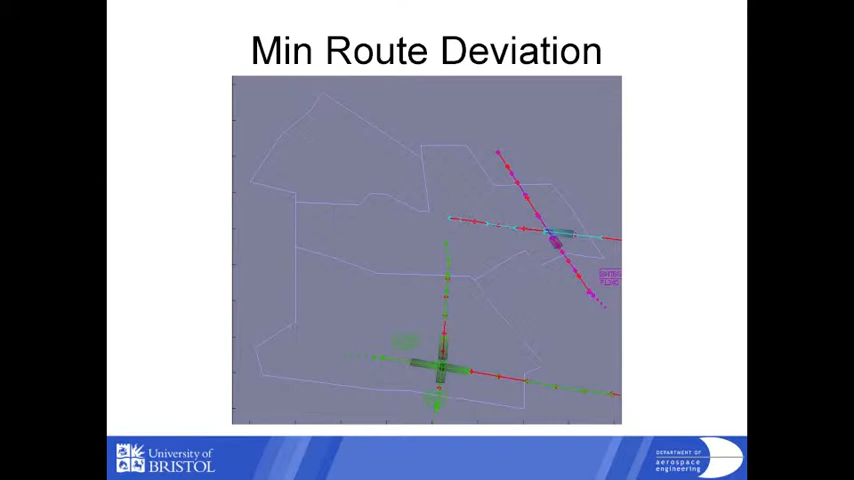 Min Route Deviation
University of
BRISTOL
DEPARTMENT OF
aerospace
engineering